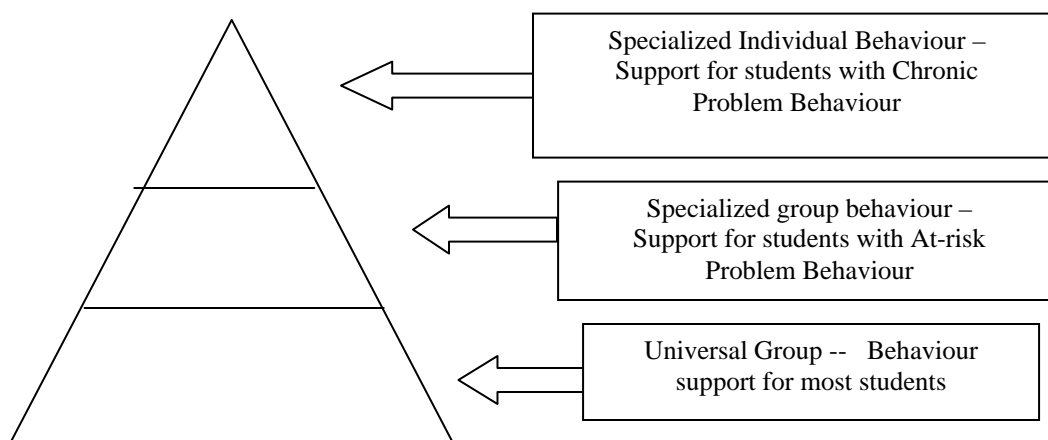 Specialized Individual Behaviour –
Support for students with Chronic
Problem Behaviour
Specialized group behaviour –
Support for students with At-risk
Problem Behaviour
Universal Group -- Behaviour
support for most students